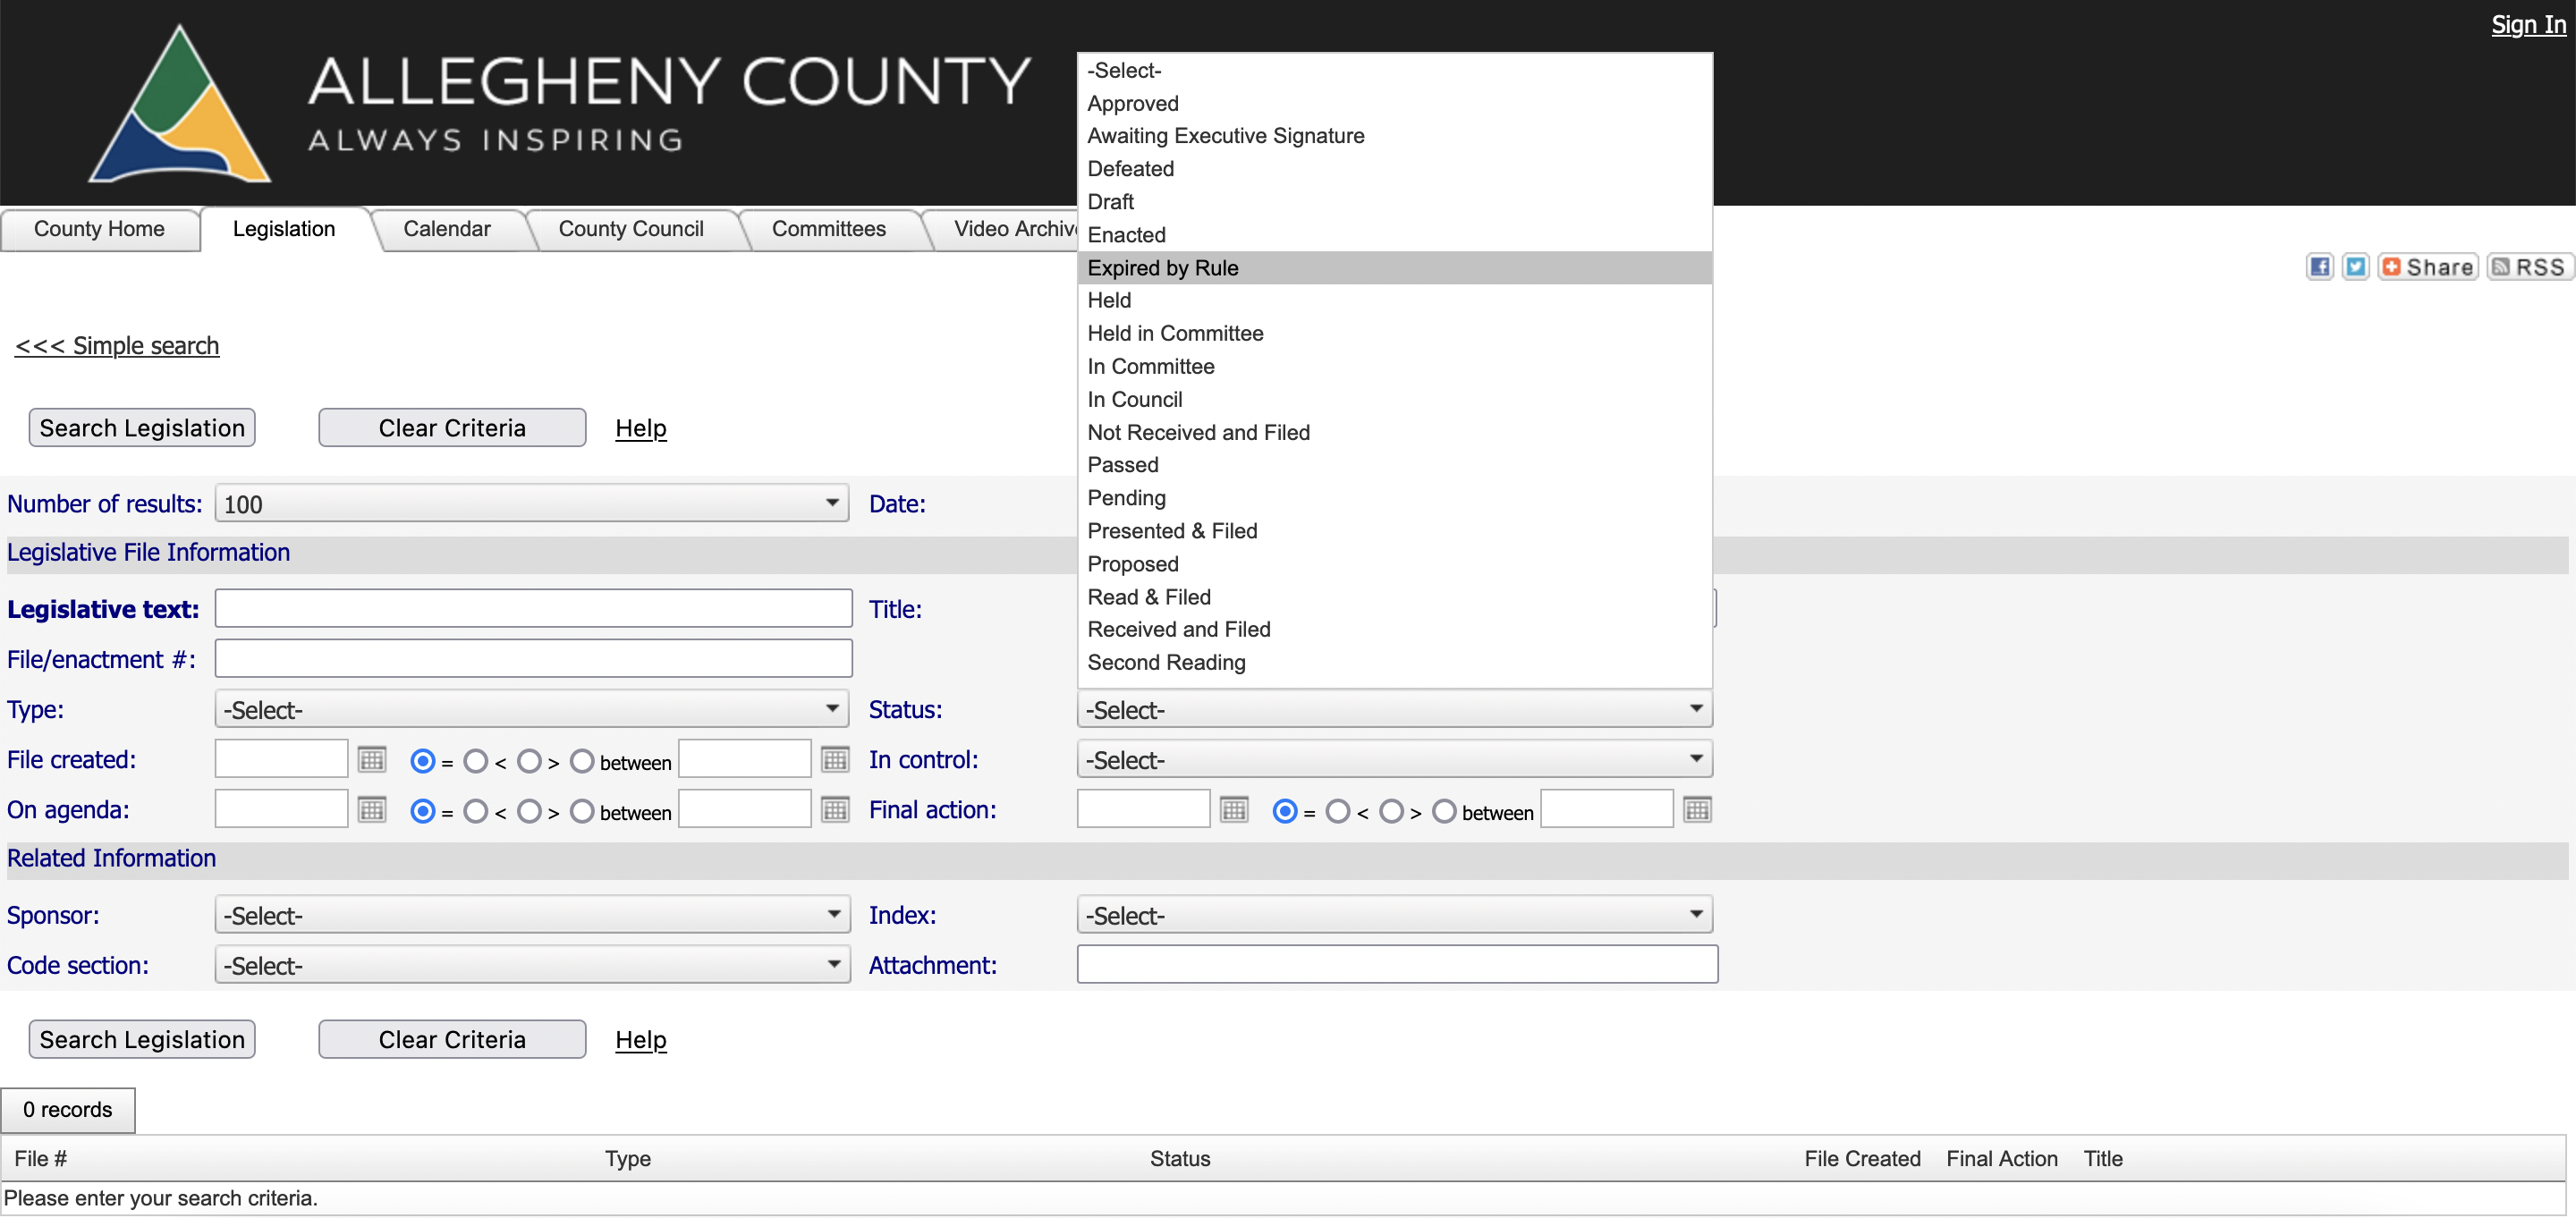 Sign In
ALLEGHENY COUNTY
ALWAYS INSPIRING
County Home
Legislation
Calendar
County Council
Committees
Video Archive
Share
RSS
<<< Simple search
Search Legislation
Clear Criteria
Help
Number of results:
100
Date:
-Select-
Approved
Awaiting Executive Signature
Defeated
Draft
Enacted
Expired by Rule
Held
Held in Committee
In Committee
In Council
Not Received and Filed
Passed
Pending
Presented & Filed
Proposed
Read & Filed
Received and Filed
Second Reading
Legislative File Information
Legislative text:
Title:
File/enactment #:
Type:
-Select-
Status:
-Select-
File created:
= < > between
In control:
-Select-
On agenda:
= < > between
Final action:
= < > between
Related Information
Sponsor:
-Select-
Index:
-Select-
Code section:
-Select-
Attachment:
Search Legislation
Clear Criteria
Help
0 records
File #
Type
Status
File Created
Final Action
Title
Please enter your search criteria.